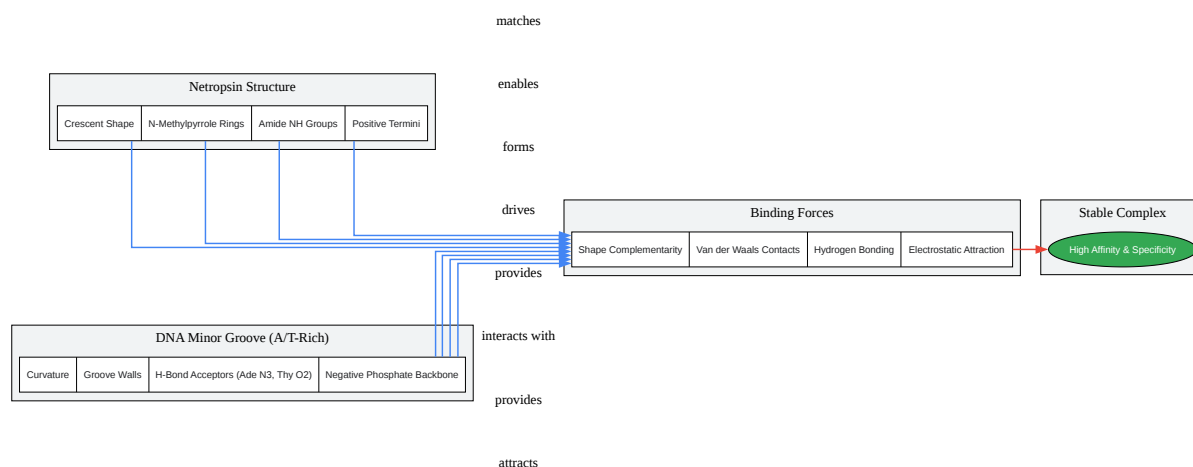 matches
enables
Netropsin Structure
Crescent Shape
N-Methylpyrrole Rings
Amide NH Groups
Positive Termini
forms
drives
Binding Forces
Shape Complementarity
Van der Waals Contacts
Hydrogen Bonding
Electrostatic Attraction
Stable Complex
High Affinity & Specificity
provides
interacts with
DNA Minor Groove (A/T-Rich)
Curvature
Groove Walls
H-Bond Acceptors (Ade N3, Thy O2)
Negative Phosphate Backbone
provides
attracts